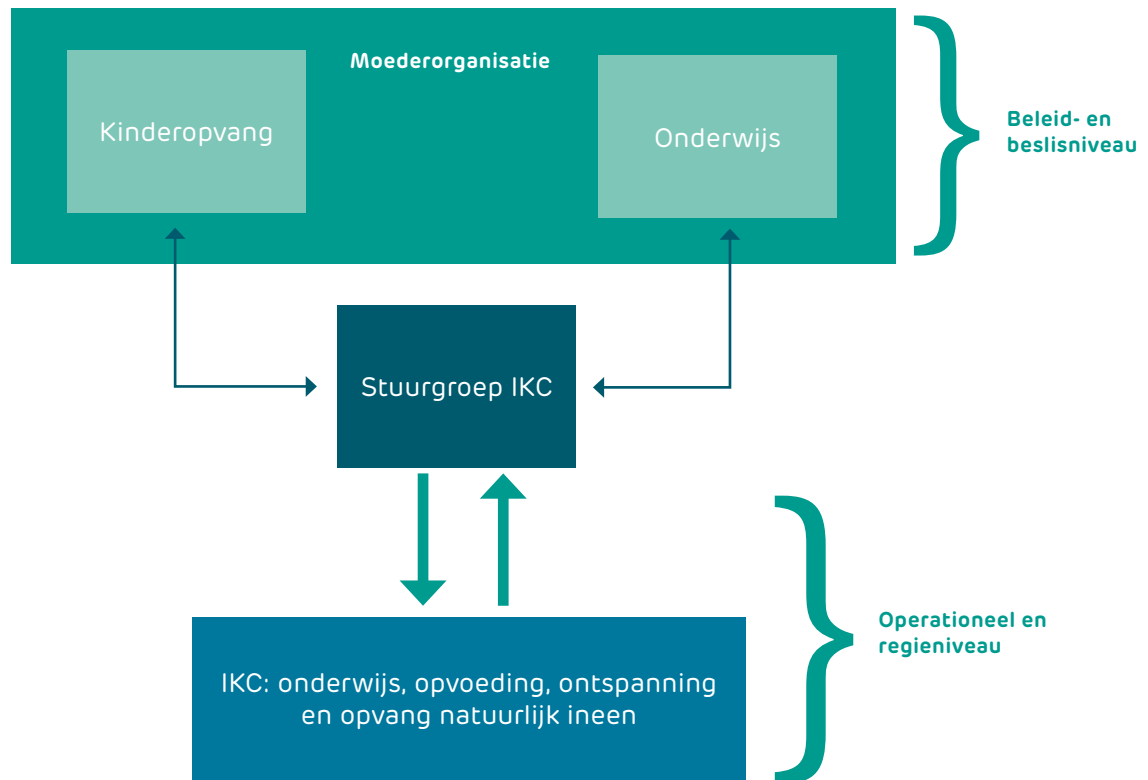 Moederorganisatie
Kinderopvang
Onderwijs
Beleid- en
beslisniveau
Stuurgroep IKC
Operationeel en
regieniveau
IKC: onderwijs, opvoeding, ontspanning
en opvang natuurlijk ineen